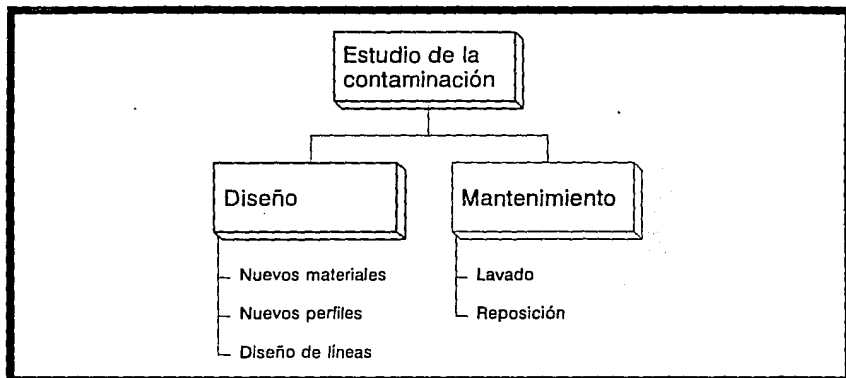 Estudio de la
contaminación
Diseño
Mantenimiento
Nuevos materiales
Nuevos perfiles
Diseño de líneas
Lavado
Reposición